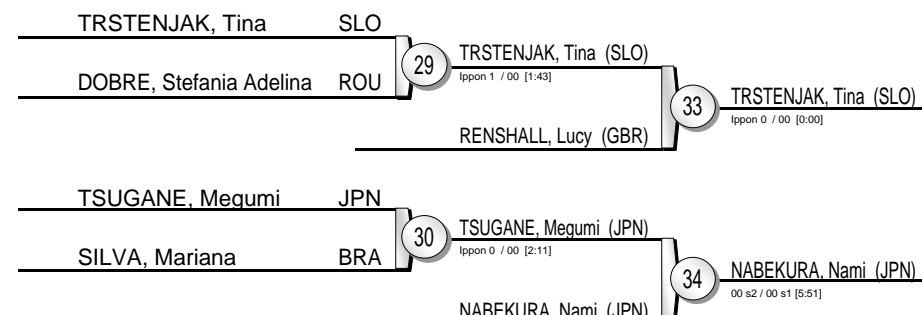 TRSTENJAK, Tina SLO
29
TRSTENJAK, Tina (SLO)
Ippon 1 / 00 [1:43]
DOBRE, Stefania Adelina ROU
33
TRSTENJAK, Tina (SLO)
Ippon 0 / 00 [0:00]
RENSHALL, Lucy (GBR)
TSUGANE, Megumi JPN
30
TSUGANE, Megumi (JPN)
Ippon 0 / 00 [2:11]
SILVA, Mariana BRA
34
NABEKURA, Nami (JPN)
00 s2 / 00 s1 [5:51]
NABEKURA, Nami (JPN)